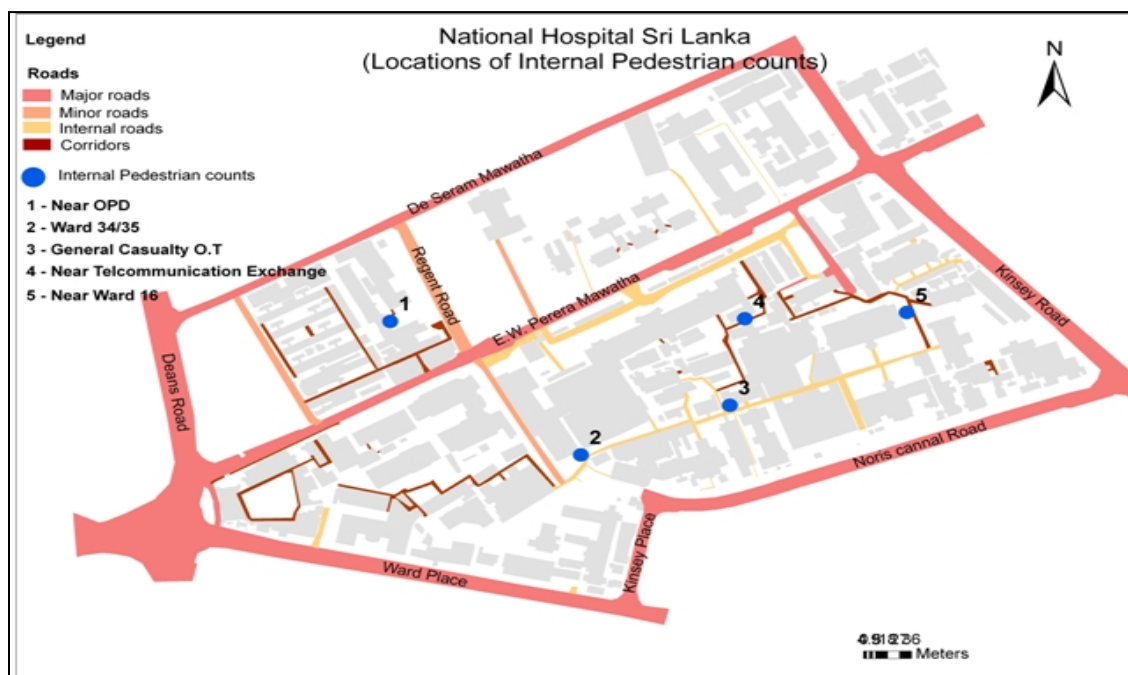 National Hospital Sri Lanka
(Locations of Internal Pedestrian counts)
Legend
Roads
Major roads
Minor roads
Internal roads
Corridors
Internal Pedestrian counts
1 - Near OPD
2 - Ward 34/35
3 - General Casualty O.T
4 - Near Telcommunication Exchange
5 - Near Ward 16
N
De Seram Mawatha
Regent Road
E.W. Perera Mawatha
Kinsey Road
Deans Road
1
4
5
3
2
Noris cannal Road
Kinsey Place
Ward Place
Meters